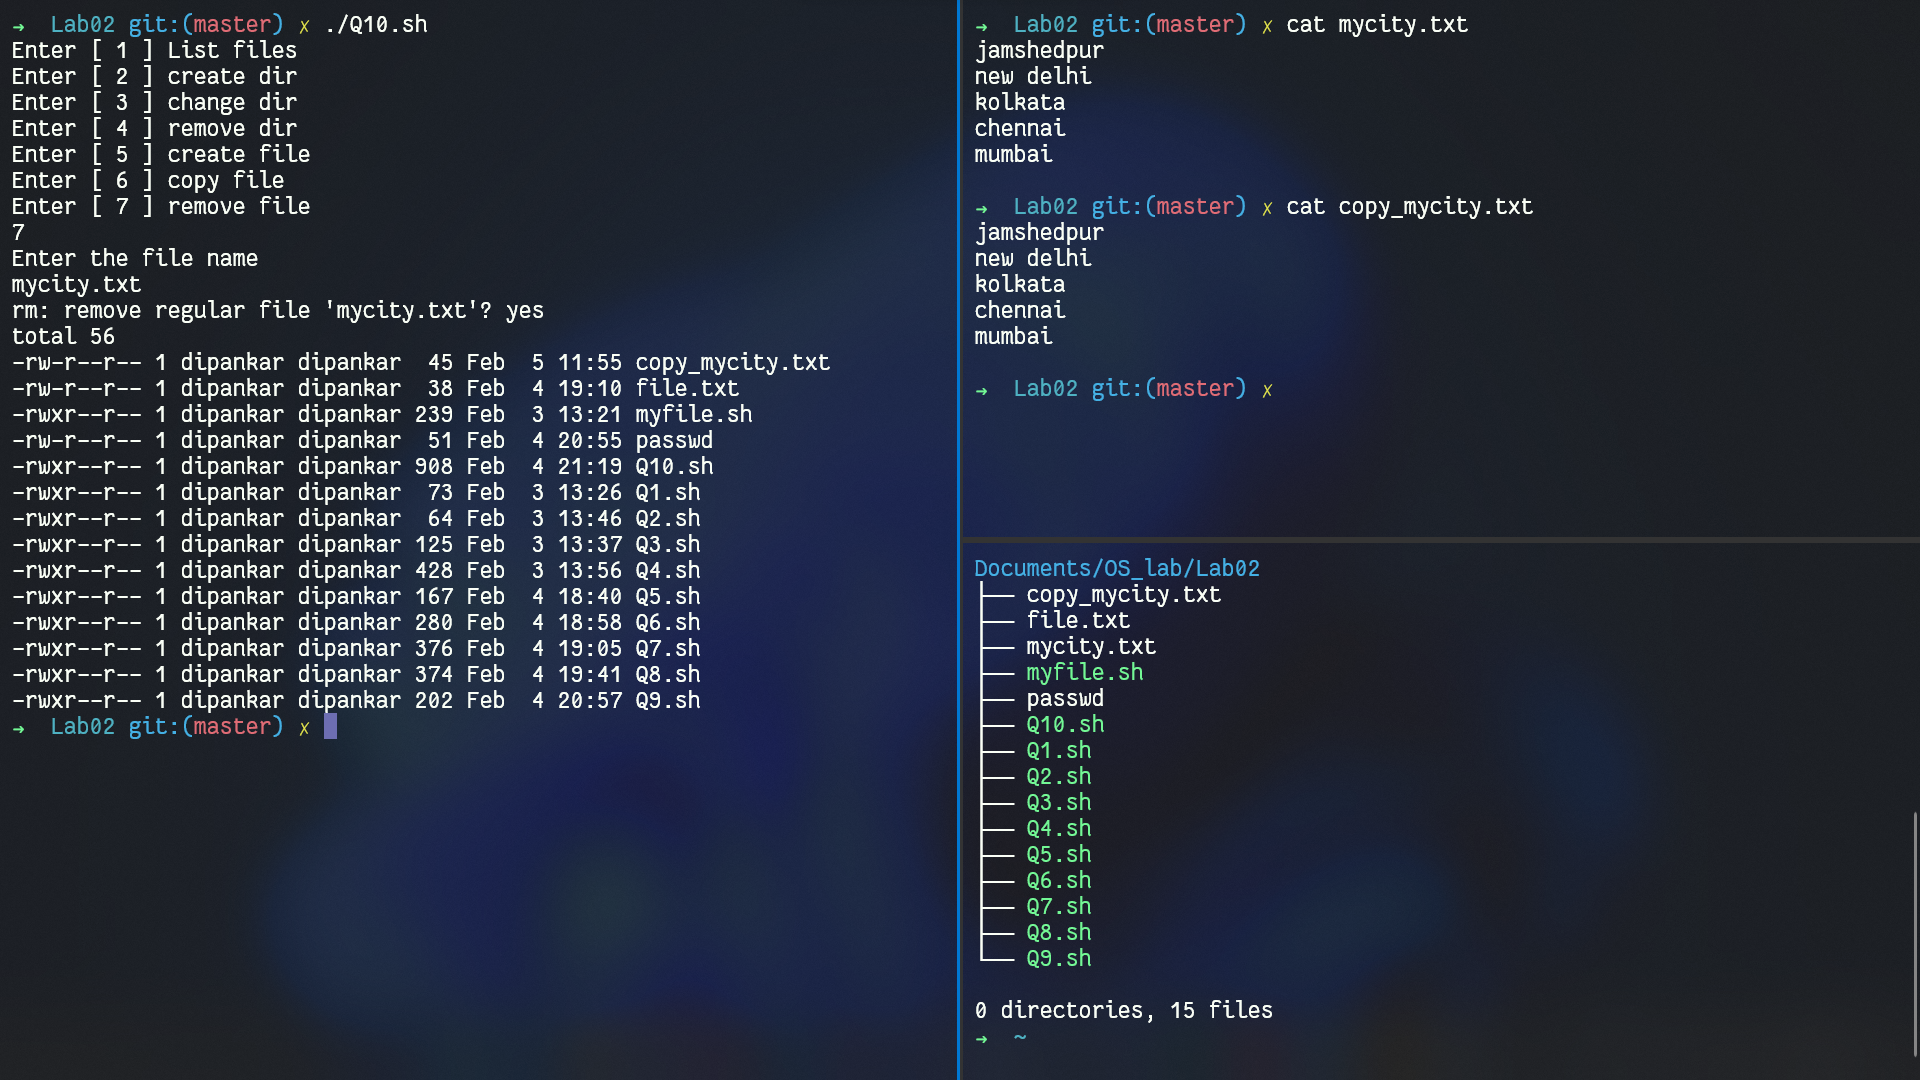 →  Lab02 git:(master) ✗ ./Q10.sh
Enter [ 1 ] List files
Enter [ 2 ] create dir
Enter [ 3 ] change dir
Enter [ 4 ] remove dir
Enter [ 5 ] create file
Enter [ 6 ] copy file
Enter [ 7 ] remove file
7
Enter the file name
mycity.txt
rm: remove regular file 'mycity.txt'? yes
total 56
-rw-r--r-- 1 dipankar dipankar  45 Feb  5 11:55 copy_mycity.txt
-rw-r--r-- 1 dipankar dipankar  38 Feb  4 19:10 file.txt
-rwxr--r-- 1 dipankar dipankar 239 Feb  3 13:21 myfile.sh
-rw-r--r-- 1 dipankar dipankar  51 Feb  4 20:55 passwd
-rwxr--r-- 1 dipankar dipankar 908 Feb  4 21:19 Q10.sh
-rwxr--r-- 1 dipankar dipankar  73 Feb  3 13:26 Q1.sh
-rwxr--r-- 1 dipankar dipankar  64 Feb  3 13:46 Q2.sh
-rwxr--r-- 1 dipankar dipankar 125 Feb  3 13:37 Q3.sh
-rwxr--r-- 1 dipankar dipankar 428 Feb  3 13:56 Q4.sh
-rwxr--r-- 1 dipankar dipankar 167 Feb  4 18:40 Q5.sh
-rwxr--r-- 1 dipankar dipankar 280 Feb  4 18:58 Q6.sh
-rwxr--r-- 1 dipankar dipankar 376 Feb  4 19:05 Q7.sh
-rwxr--r-- 1 dipankar dipankar 374 Feb  4 19:41 Q8.sh
-rwxr--r-- 1 dipankar dipankar 202 Feb  4 20:57 Q9.sh
→  Lab02 git:(master) ✗
→  Lab02 git:(master) ✗ cat mycity.txt
jamshedpur
new delhi
kolkata
chennai
mumbai
→  Lab02 git:(master) ✗ cat copy_mycity.txt
jamshedpur
new delhi
kolkata
chennai
mumbai
→  Lab02 git:(master) ✗
Documents/OS_lab/Lab02
├── copy_mycity.txt
├── file.txt
├── mycity.txt
├── myfile.sh
├── passwd
├── Q10.sh
├── Q1.sh
├── Q2.sh
├── Q3.sh
├── Q4.sh
├── Q5.sh
├── Q6.sh
├── Q7.sh
├── Q8.sh
└── Q9.sh
0 directories, 15 files
→  ~